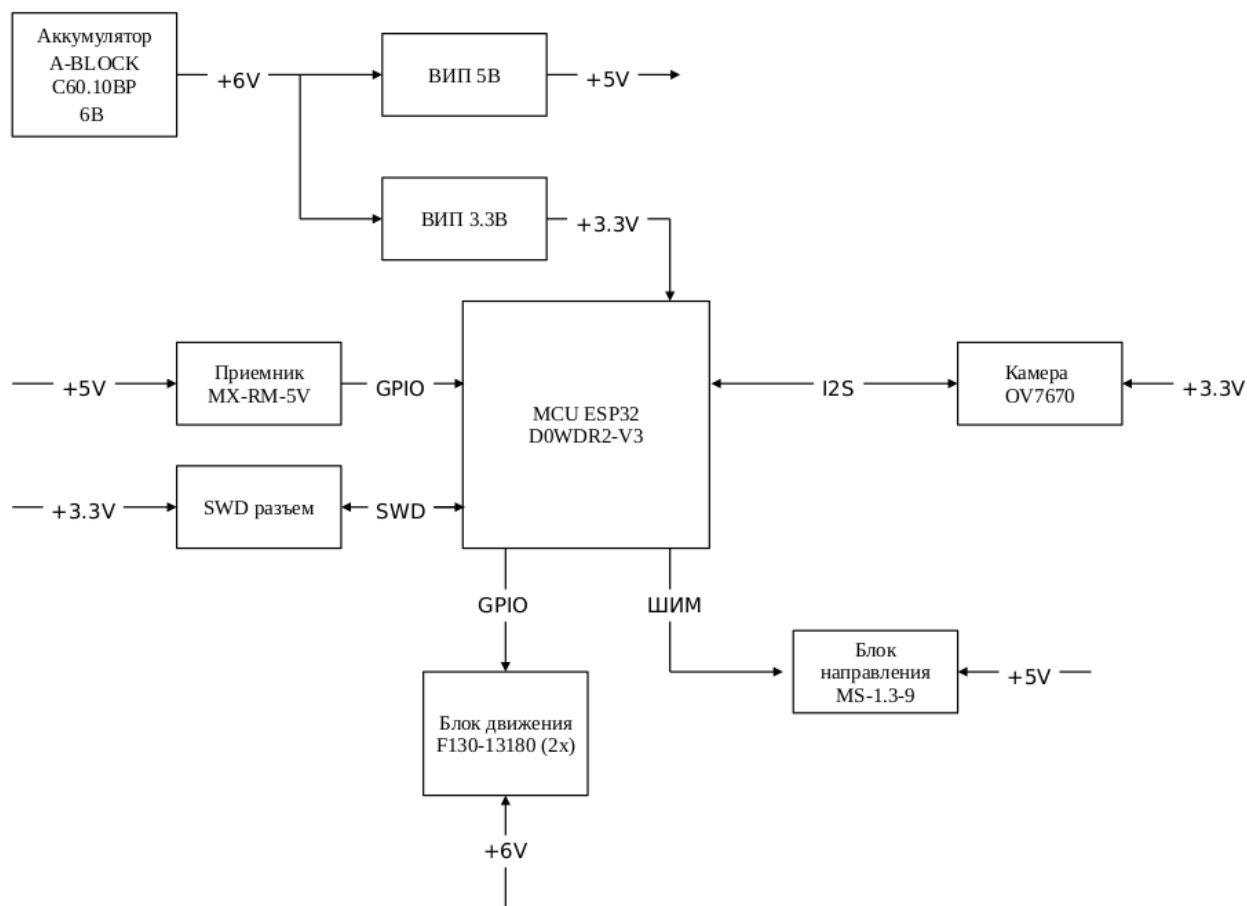 Аккумулятор
A-BLOCK
C60.10BP
6В
+6V
ВИП 5В
+5V
ВИП 3.3В
+3.3V
+5V
Приемник
MX-RM-5V
GPIO
MCU ESP32
D0WDR2-V3
I2S
Камера
OV7670
+3.3V
+3.3V
SWD разъем
SWD
GPIO
ШИМ
Блок
направления
MS-1.3-9
+5V
Блок движения
F130-13180 (2x)
+6V